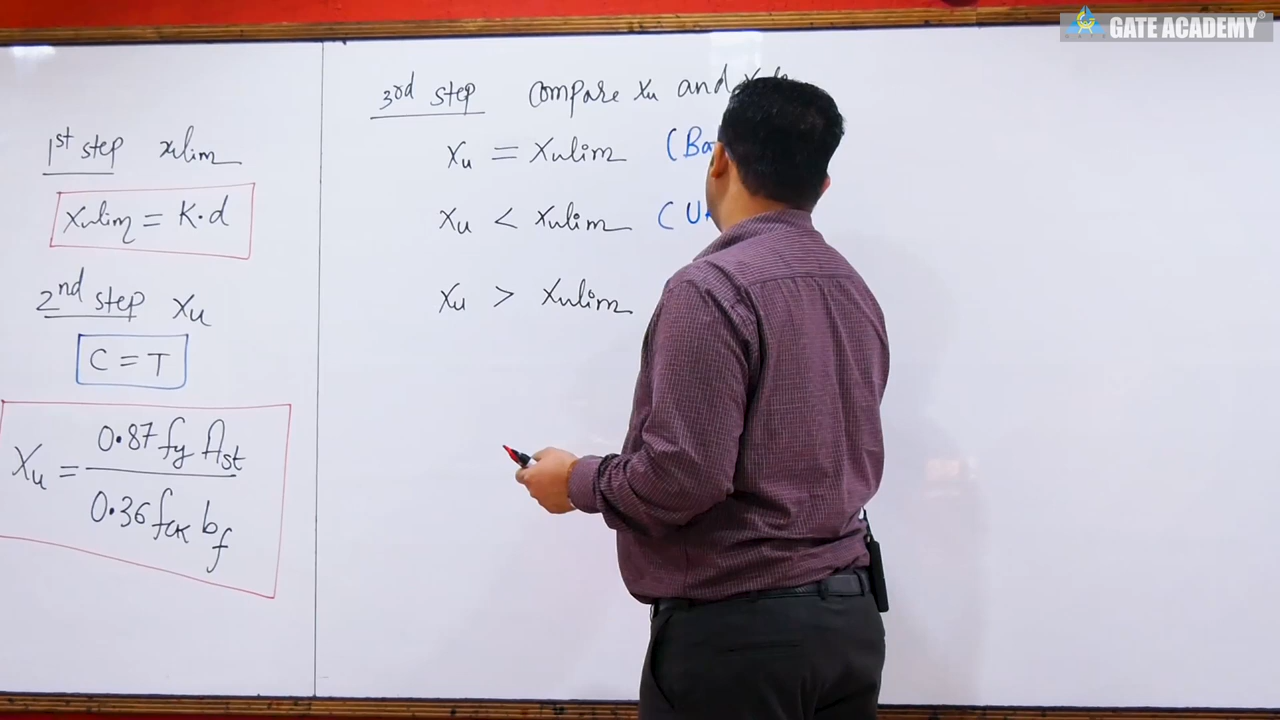 GATE ACADEMY
1st step xulim
xulim = K·d
2nd step xu
C = T
Xu = 0.87 fy Ast
0.36 fck bf
3rd step compare xu and
xu = xulim
xu < xulim
xu > xulim